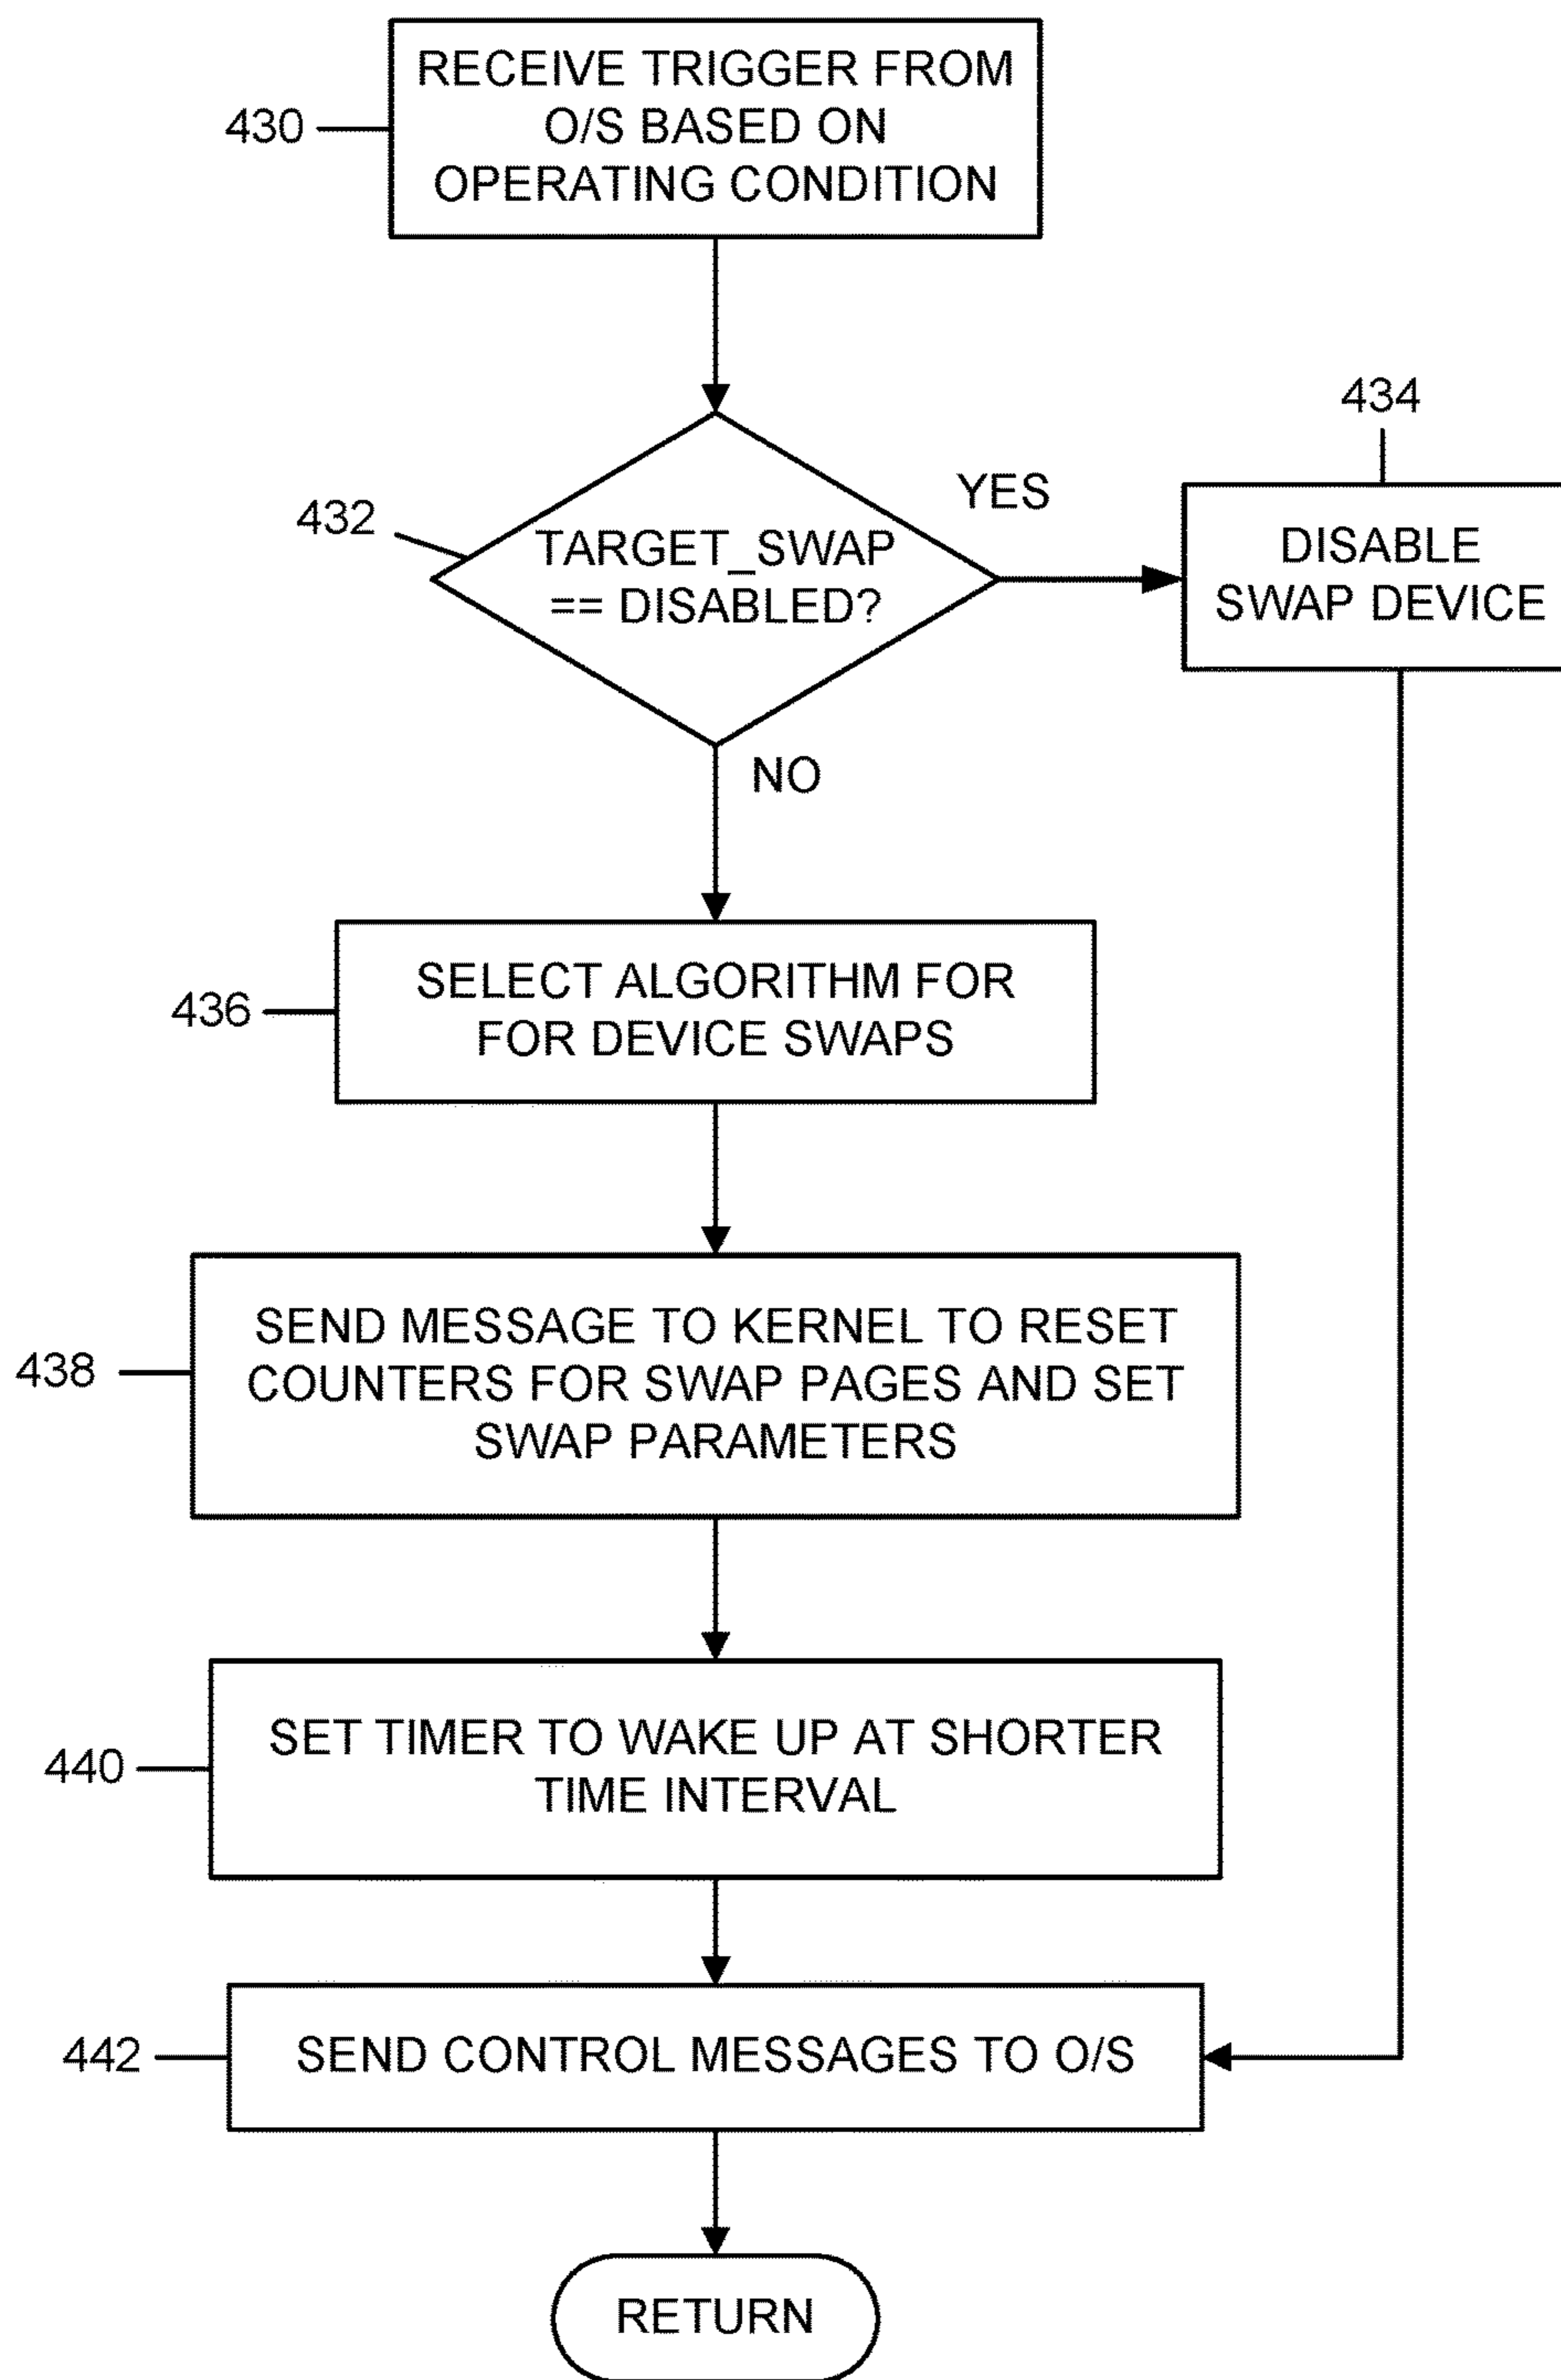 RECEIVE TRIGGER FROM
O/S BASED ON
OPERATING CONDITION
430
434
432
YES
TARGET_SWAP
== DISABLED?
DISABLE
SWAP DEVICE
NO
436
SELECT ALGORITHM FOR
FOR DEVICE SWAPS
438
SEND MESSAGE TO KERNEL TO RESET
COUNTERS FOR SWAP PAGES AND SET
SWAP PARAMETERS
440
SET TIMER TO WAKE UP AT SHORTER
TIME INTERVAL
442
SEND CONTROL MESSAGES TO O/S
RETURN